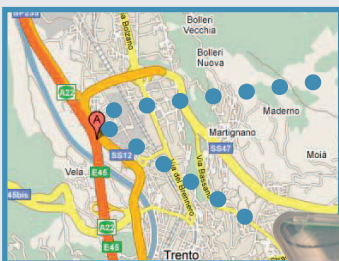 Bolleri
Vecchia
Via Bolzano
Bolleri
Nuova
A22
Maderno
A
Martignano
SS12
SS47
Moià
Vela
E45
Via del Brennero
Via Bassano
45bis
A22
E45
Trento